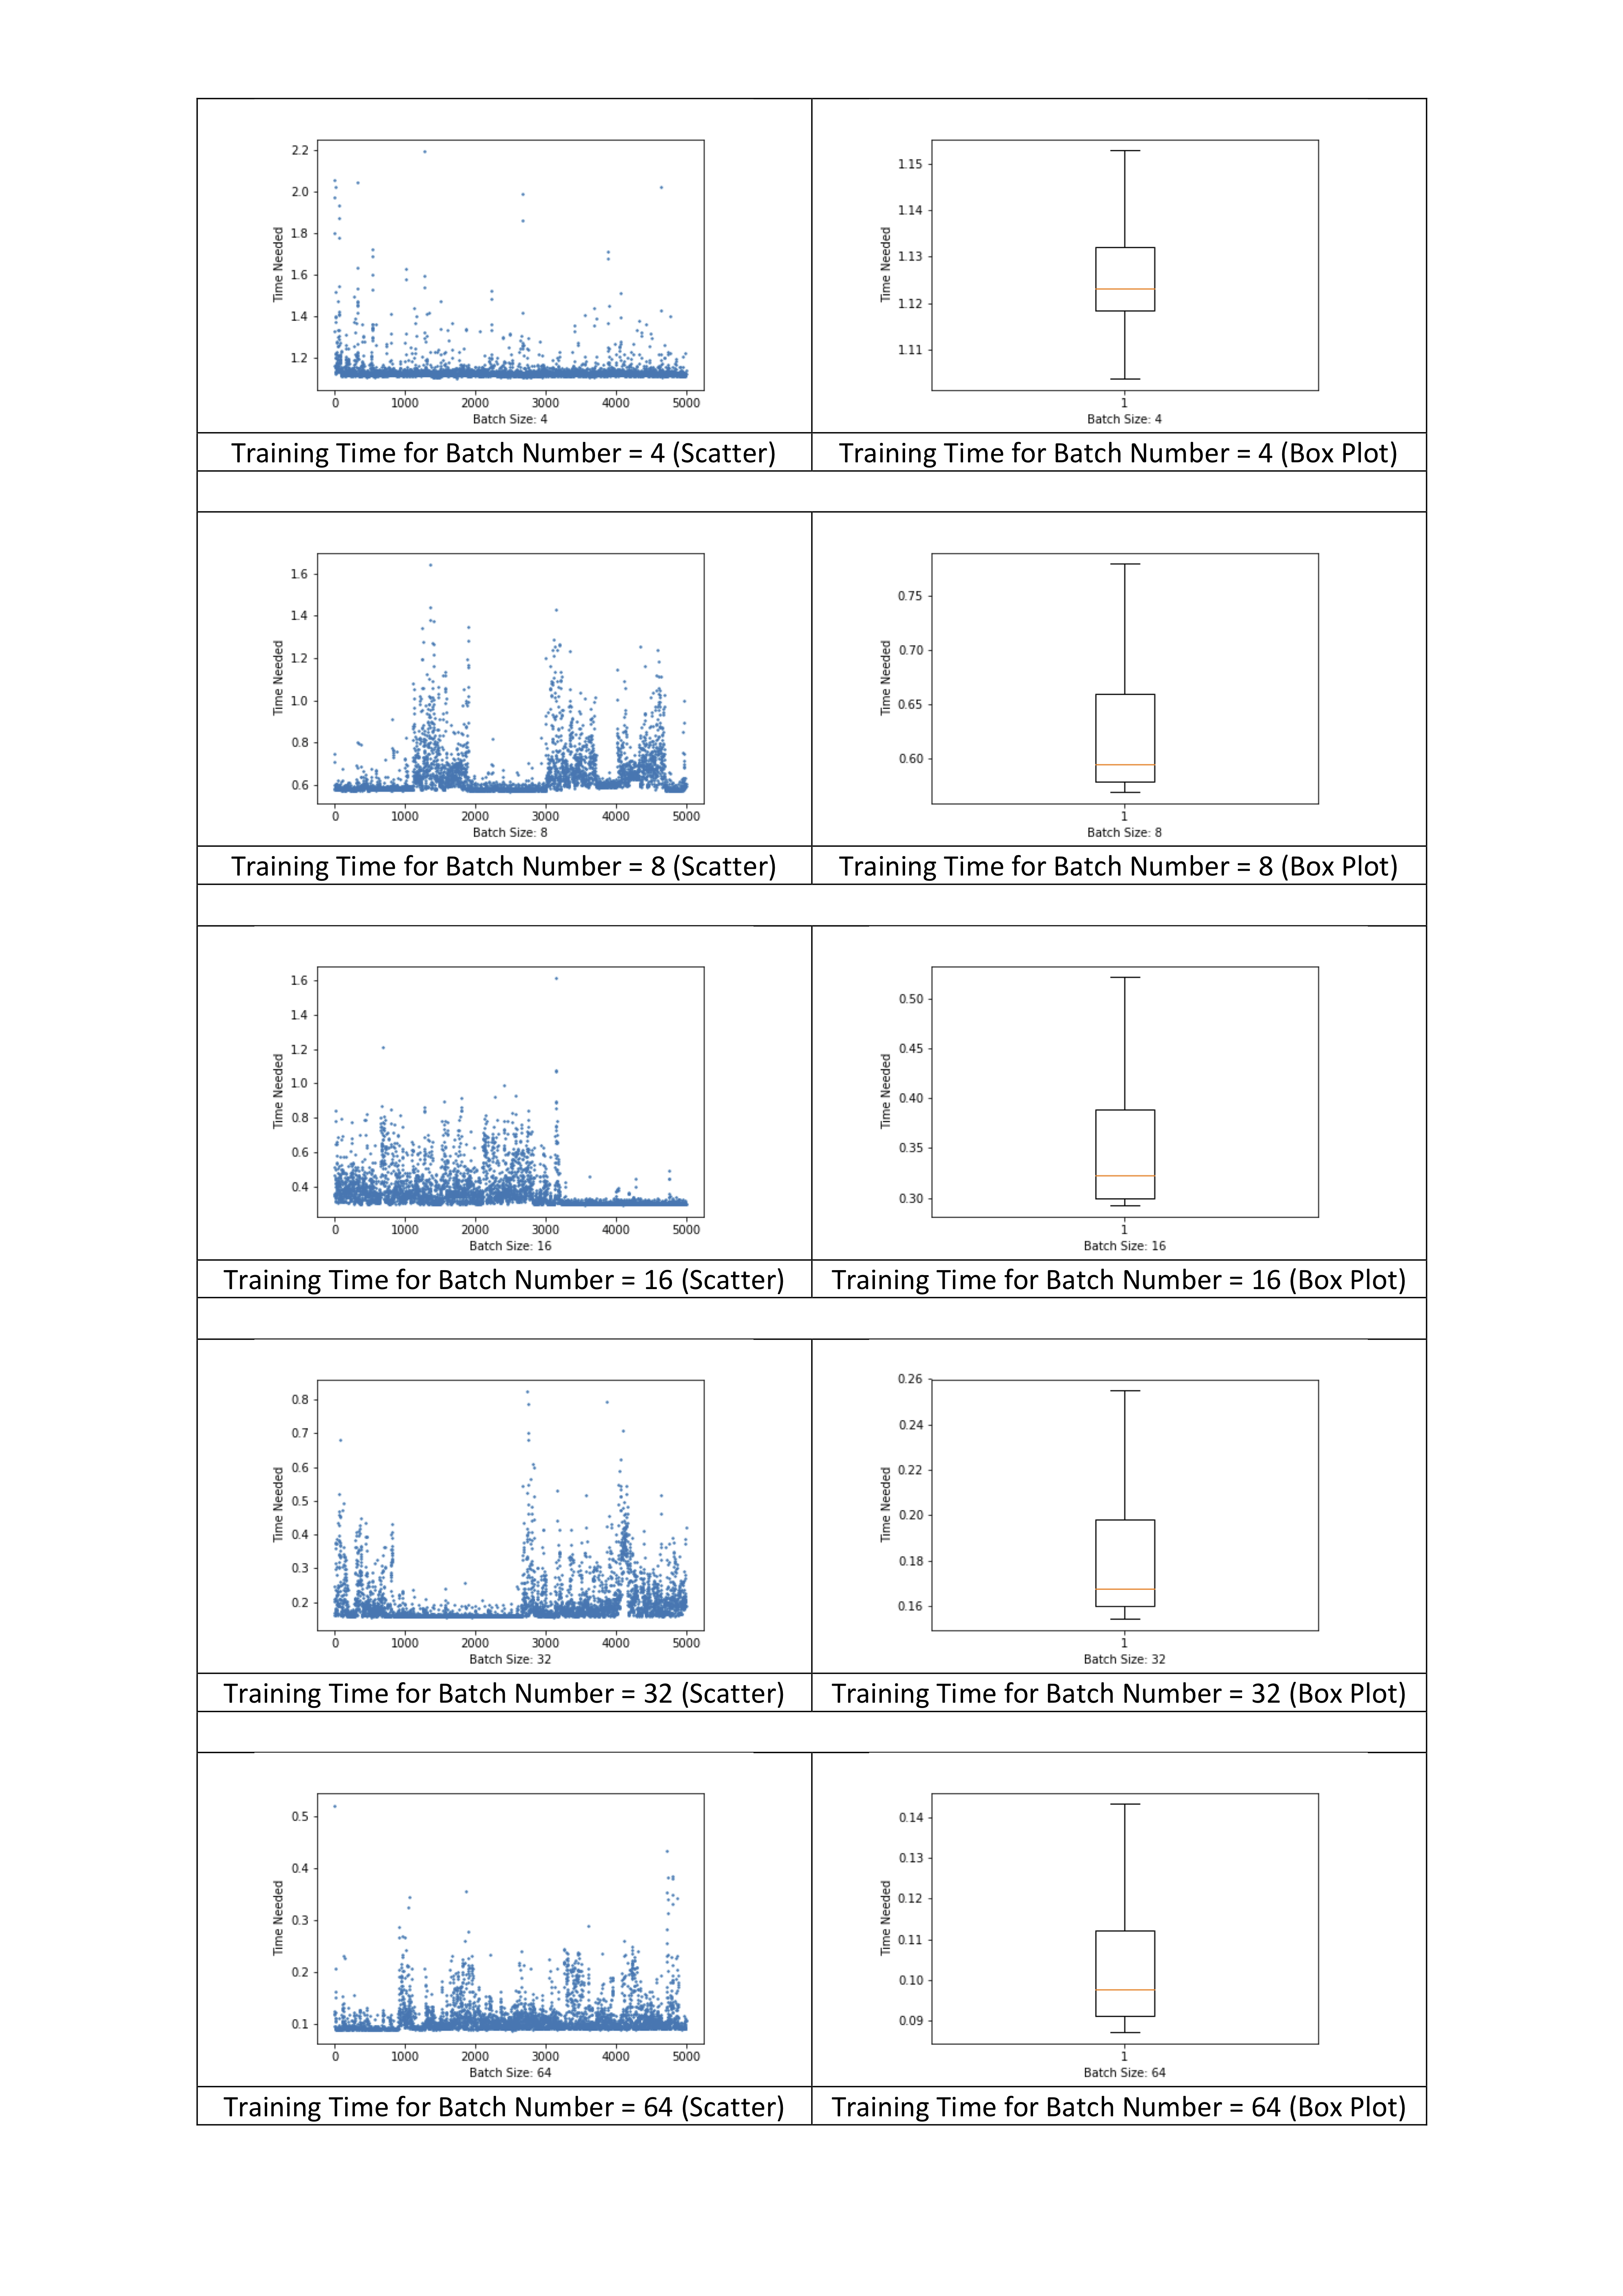 2.2
2.0
1.8
1.6
1.4
1.2
Time Needed
0 1000 2000 3000 4000 5000
Batch Size: 4
1.15
1.14
1.13
1.12
1.11
Time Needed
1
Batch Size: 4
Training Time for Batch Number = 4 (Scatter)
Training Time for Batch Number = 4 (Box Plot)
1.6
1.4
1.2
1.0
0.8
0.6
Time Needed
0 1000 2000 3000 4000 5000
Batch Size: 8
0.75
0.70
0.65
0.60
Time Needed
1
Batch Size: 8
Training Time for Batch Number = 8 (Scatter)
Training Time for Batch Number = 8 (Box Plot)
1.6
1.4
1.2
1.0
0.8
0.6
0.4
Time Needed
0 1000 2000 3000 4000 5000
Batch Size: 16
0.50
0.45
0.40
0.35
0.30
Time Needed
1
Batch Size: 16
Training Time for Batch Number = 16 (Scatter)
Training Time for Batch Number = 16 (Box Plot)
0.8
0.7
0.6
0.5
0.4
0.3
0.2
Time Needed
0 1000 2000 3000 4000 5000
Batch Size: 32
0.26
0.24
0.22
0.20
0.18
0.16
Time Needed
1
Batch Size: 32
Training Time for Batch Number = 32 (Scatter)
Training Time for Batch Number = 32 (Box Plot)
0.5
0.4
0.3
0.2
0.1
Time Needed
0 1000 2000 3000 4000 5000
Batch Size: 64
0.14
0.13
0.12
0.11
0.10
0.09
Time Needed
1
Batch Size: 64
Training Time for Batch Number = 64 (Scatter)
Training Time for Batch Number = 64 (Box Plot)